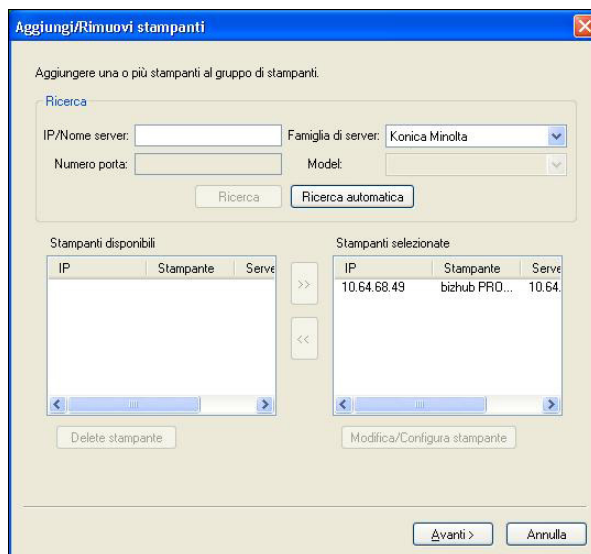 Aggiungi/Rimuovi stampanti
Aggiungere una o più stampanti al gruppo di stampanti.
Ricerca
IP/Nome server: Famiglia di server: Konica Minolta
Numero porta: Model:
Ricerca Ricerca automatica
Stampanti disponibili Stampanti selezionate
IP Stampante Serve IP Stampante Serve
>> 10.64.68.49 bizhub PRO... 10.64.
<<
Delete stampante Modifica/Configura stampante
Avanti > Annulla